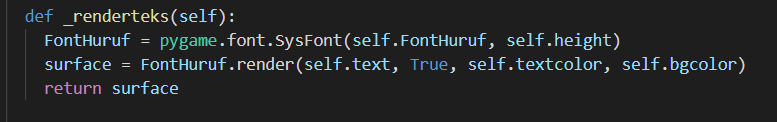 def _renderteks(self):
FontHuruf = pygame.font.SysFont(self.FontHuruf, self.height)
surface = FontHuruf.render(self.text, True, self.textcolor, self.bgcolor)
return surface